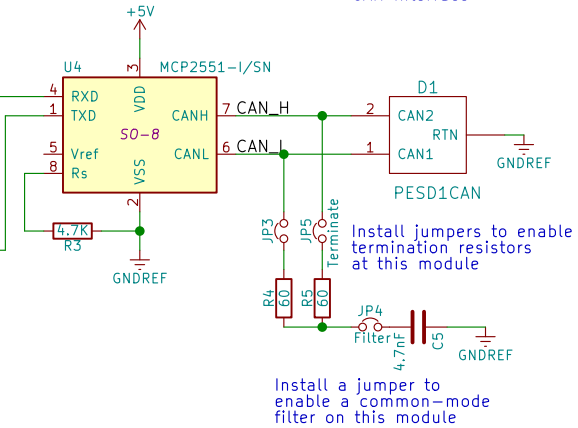 +5V
U4
MCP2551-I/SN
3
4 RXD
VDD
1 TXD
CANH 7 CAN_H
SO-8
5 Vref
CANL 6 CAN_L
8 Rs
VSS
2
4.7K
R3
GNDREF
D1
2 CAN2
RTN
1 CAN1
GNDREF
PESD1CAN
JP3
JP5
Terminate
Install jumpers to enable
termination resistors
at this module
R4
60
R5
60
JP4
Filter
4.7nF
C5
GNDREF
Install a jumper to
enable a common-mode
filter on this module